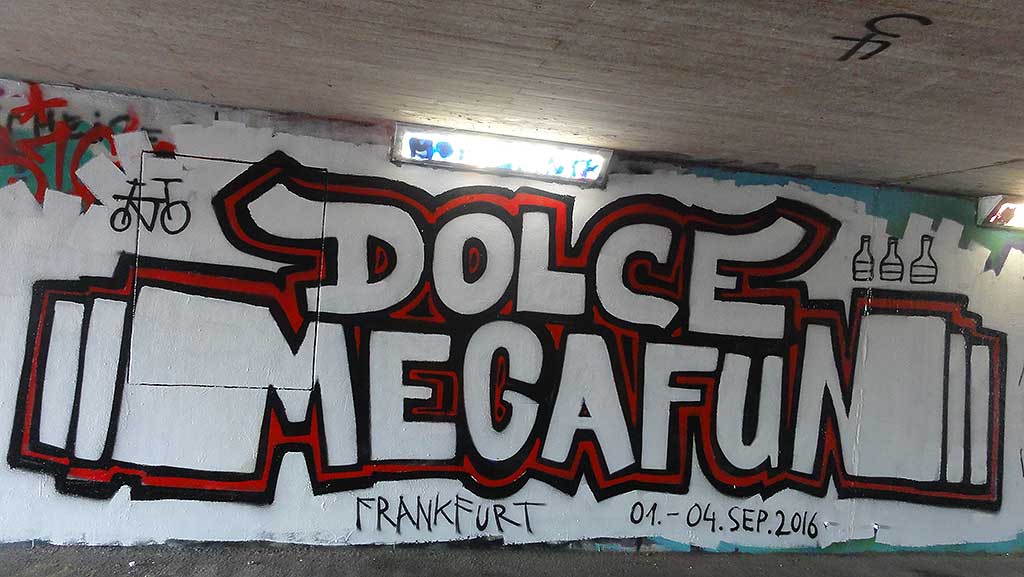 DOLCE
MEGAFUN
FRANKFURT
01.-04.SEP.2016